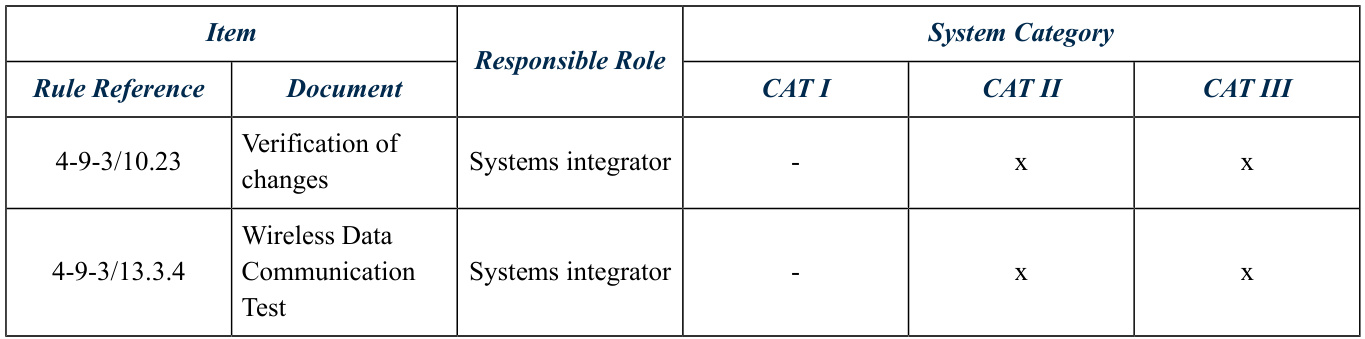 Item Responsible Role System Category
Rule Reference Document CAT I CAT II CAT III
4-9-3/10.23 Verification of changes Systems integrator - x x
4-9-3/13.3.4 Wireless Data Communication Test Systems integrator - x x